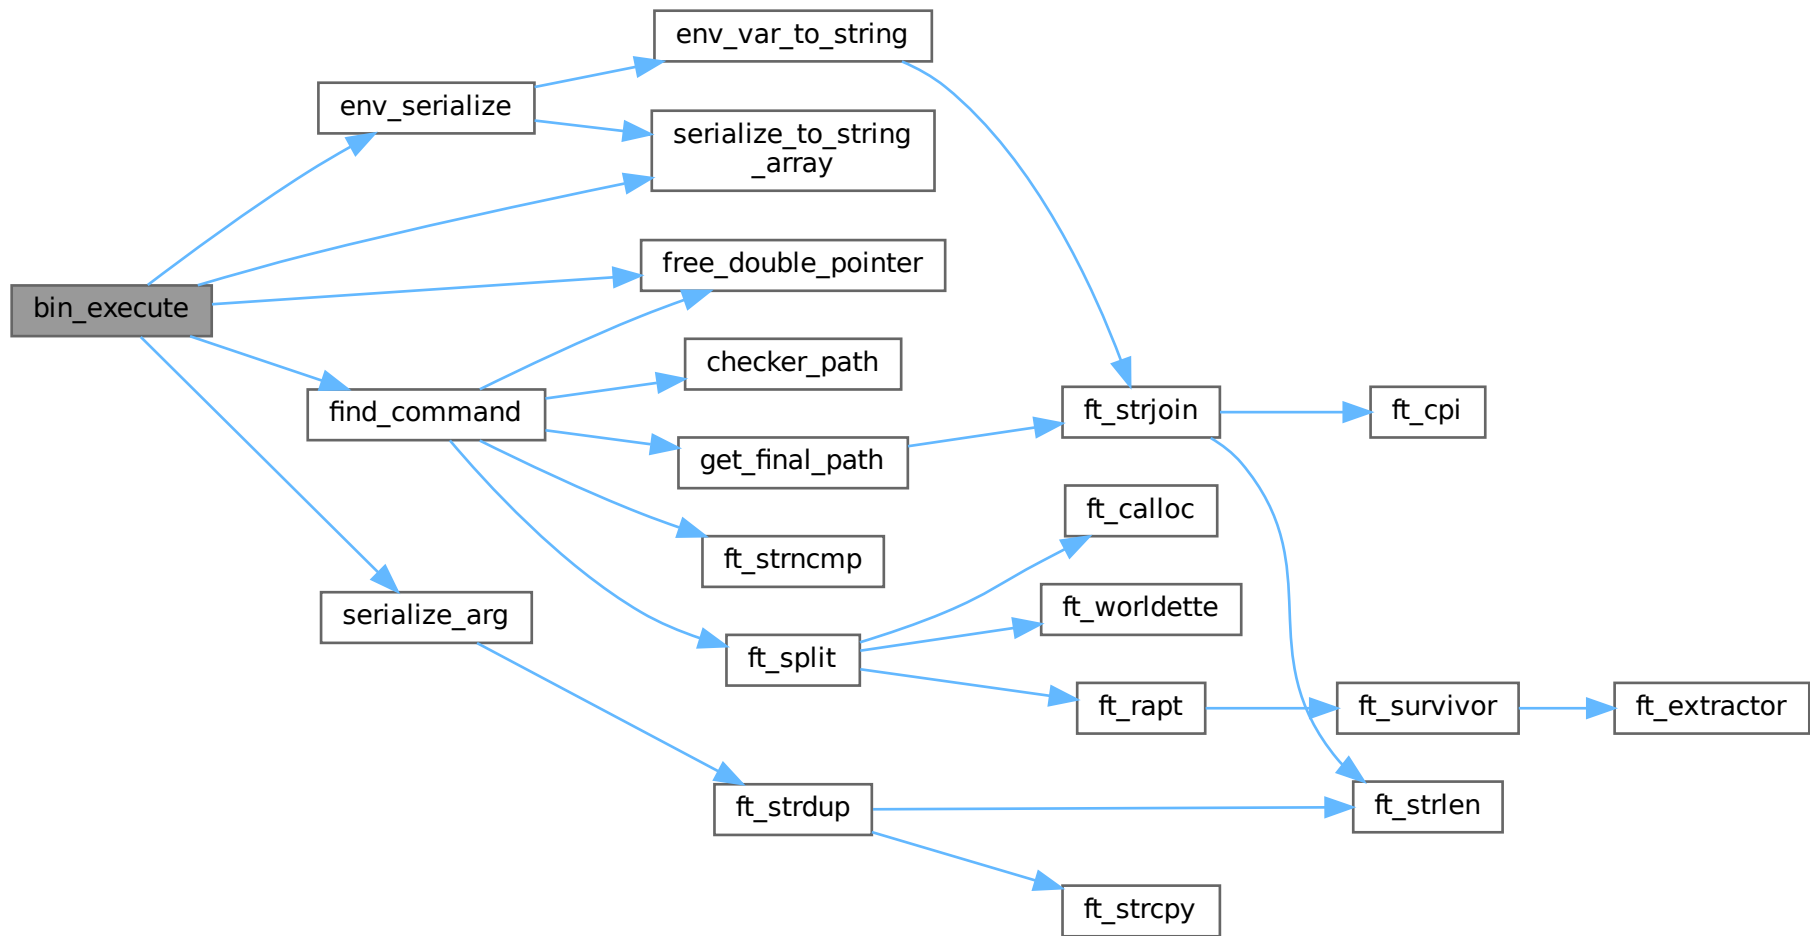 env_var_to_string
env_serialize
serialize_to_string
_array
free_double_pointer
bin_execute
checker_path
find_command
ft_strjoin
ft_cpi
get_final_path
ft_calloc
ft_strncmp
ft_worldette
serialize_arg
ft_split
ft_rapt
ft_survivor
ft_extractor
ft_strdup
ft_strlen
ft_strcpy